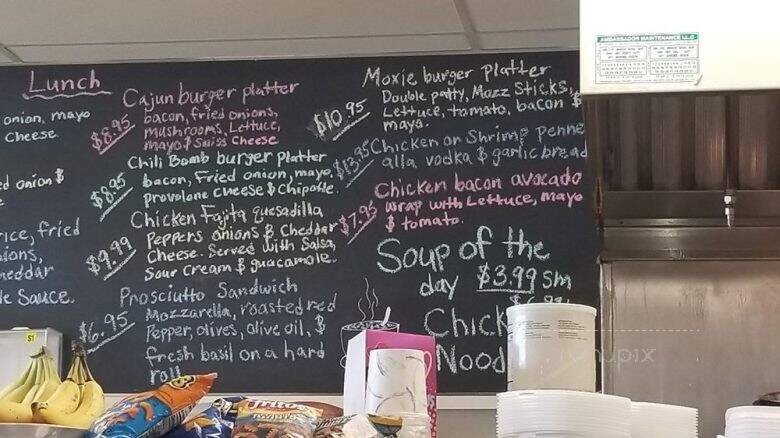 Lunch
onion, mayo
cheese
ed onion $
rice, fried
ions,
heddar
le Sauce.
Cajun burger platter
$8.95
bacon, fried onions,
mushrooms, Lettuce,
mayo $ Swiss cheese
Chili Bomb burger Platter
$8.95
bacon, Fried onion, mayo,
provolone cheese $ Chipotle.
Chicken Fajita quesadilla
$9.99
Peppers onions $ Cheddar
Cheese. Served with Salsa,
Sour Cream $ guacamole.
Prosciutto Sandwich
$6.95
Mozzarella, roasted red
Pepper, olives, olive oil, $
fresh basil on a hard
roll
Moxie burger Platter
$10.95
Double patty, Mozz Sticks,
Lettuce, tomato, bacon $
mayo.
$13.95
Chicken or Shrimp penne
alla vodka $ garlic bread
Chicken bacon avocado
$7.95
wrap with Lettuce, mayo
$ tomato.
Soup of the
day $3.99 sm
Chick
Nood
AMBASSADOR MAINTENANCE LLC
$1
fritos
menupix